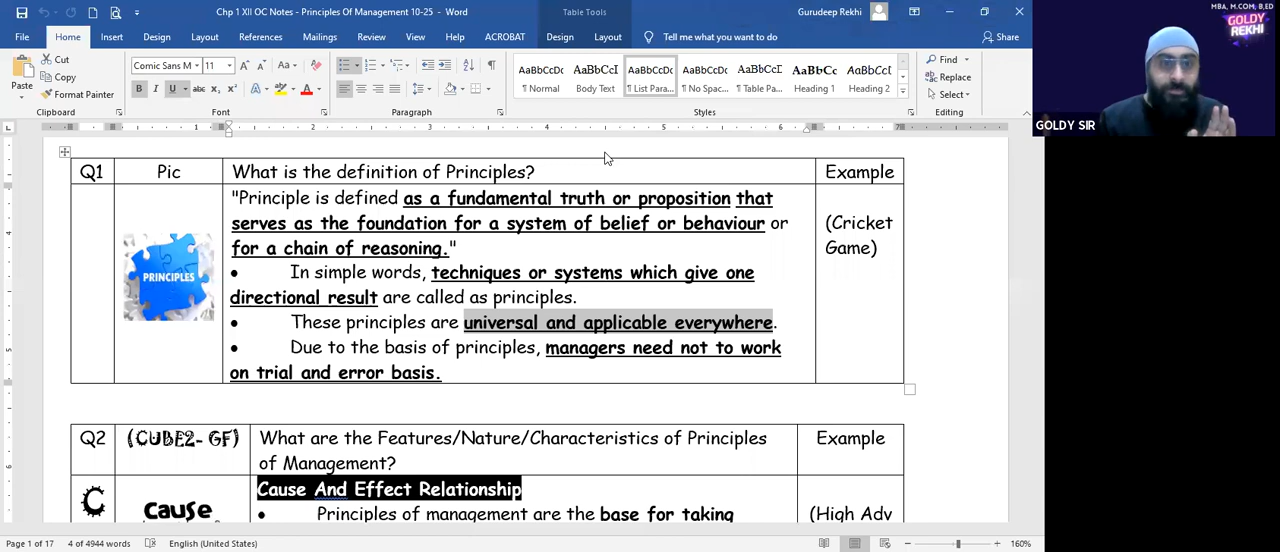 Chp 1 XII OC Notes - Principles Of Management 10-25 - Word
Table Tools
Gurudeep Rekhi
File Home Insert Design Layout References Mailings Review View Help ACROBAT Design Layout Tell me what you want to do Share
Paste
Cut
Copy
Format Painter
Comic Sans M 11
B I U abc x₂ x²
AaBbCcDc AaBbCcI AaBbCcDc AaBbCcDc AaBbCcDc AaBbCc AaBbCcL
¶ Normal Body Text ¶ List Para... ¶ No Spac... ¶ Table Pa... Heading 1 Heading 2
Find
Replace
Select
Clipboard Font Paragraph Styles Editing
MBA, M.COM, B,ED
GOLDY
REKHI
GOLDY SIR
Q1 Pic What is the definition of Principles? Example
"Principle is defined as a fundamental truth or proposition that
serves as the foundation for a system of belief or behaviour or
for a chain of reasoning."
(Cricket
Game)
PRINCIPLES
• In simple words, techniques or systems which give one
directional result are called as principles.
• These principles are universal and applicable everywhere.
• Due to the basis of principles, managers need not to work
on trial and error basis.
Q2 (CUBE2- GF) What are the Features/Nature/Characteristics of Principles
of Management?
Example
C
Cause
Cause And Effect Relationship
• Principles of management are the base for taking
(High Adv
Page 1 of 17 4 of 4944 words English (United States) 160%